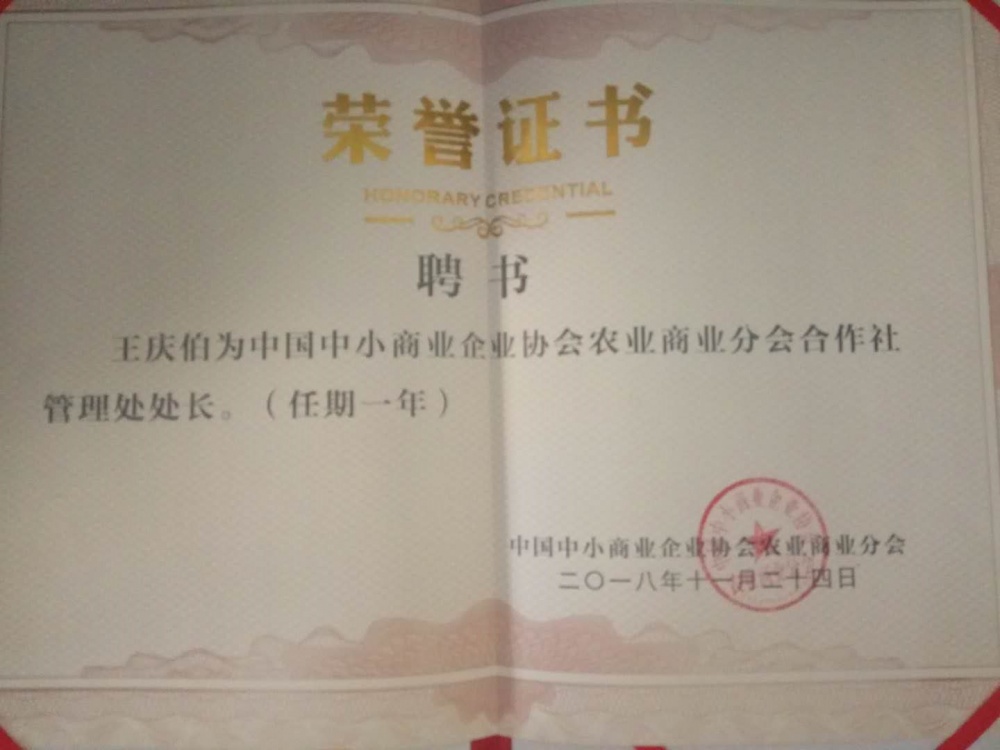 荣誉证书
HONORARY CREDENTIAL
聘书
王庆伯为中国中小商业企业协会农业商业分会合作社
管理处处长。（任期一年）
中国中小商业企业协会农业商业分会
二〇一八年十一月二十四日